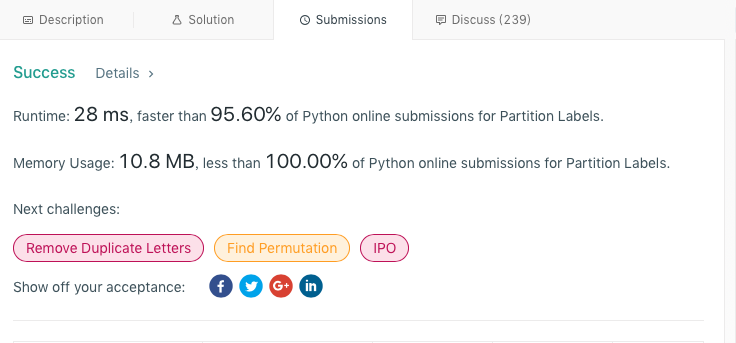 Description Solution Submissions Discuss (239)
Success Details >
Runtime: 28 ms, faster than 95.60% of Python online submissions for Partition Labels.
Memory Usage: 10.8 MB, less than 100.00% of Python online submissions for Partition Labels.
Next challenges:
Remove Duplicate Letters Find Permutation IPO
Show off your acceptance: f G+ in